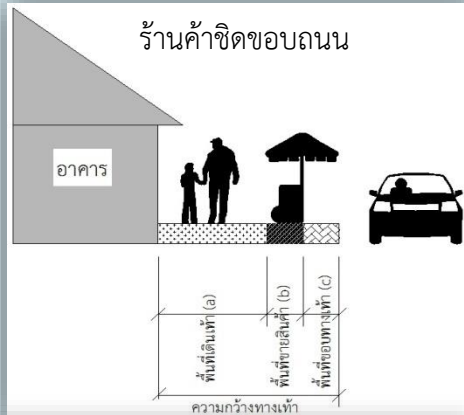 ร้านค้าชิดขอบถนน
อาคาร
พื้นที่เดินเท้า (a)
พื้นที่ขายสินค้า (b)
พื้นที่ขอบทางเท้า (c)
ความกว้างทางเท้า